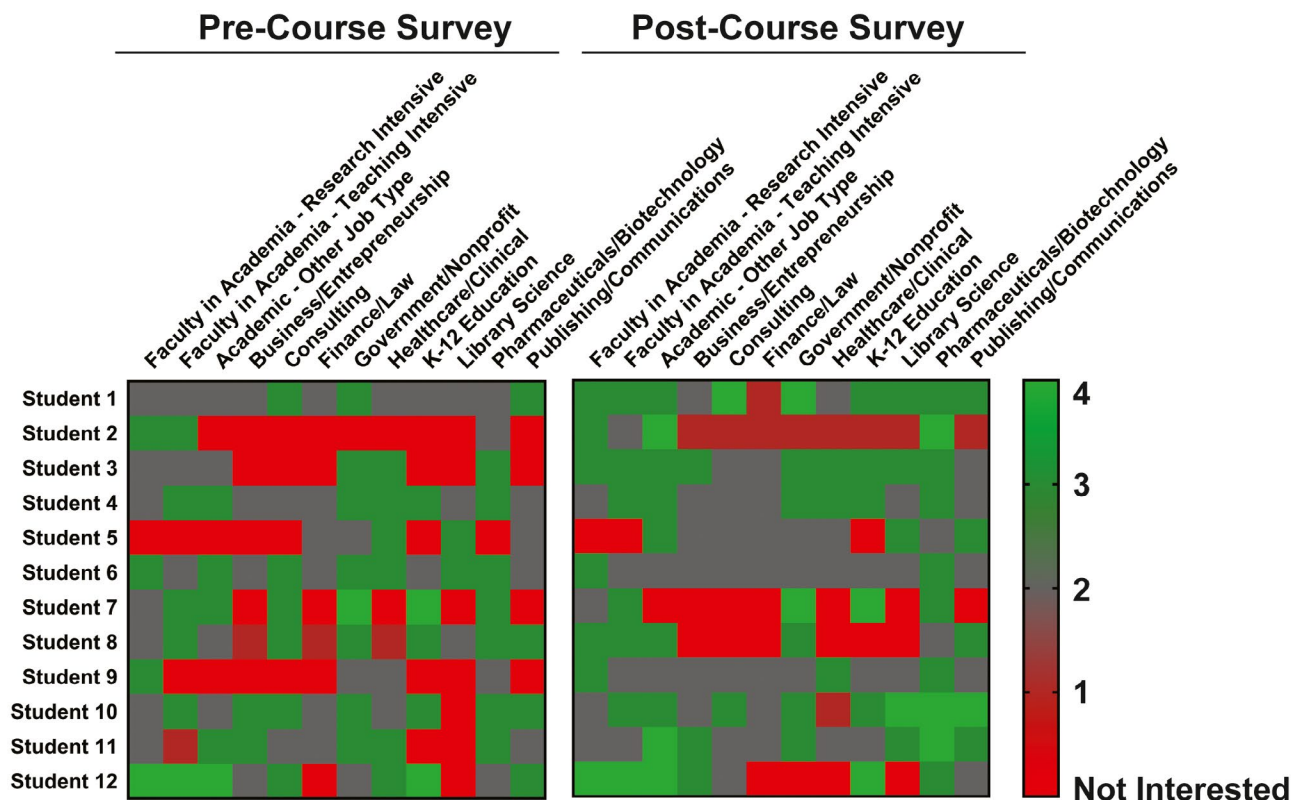 Pre-Course Survey
Post-Course Survey
Faculty in Academia - Research Intensive
Faculty in Academia - Teaching Intensive
Academic - Other Job Type
Business/Entrepreneurship
Consulting
Finance/Law
Government/Nonprofit
Healthcare/Clinical
K-12 Education
Library Science
Pharmaceuticals/Biotechnology
Publishing/Communications
Faculty in Academia - Research Intensive
Faculty in Academia - Teaching Intensive
Academic - Other Job Type
Business/Entrepreneurship
Consulting
Finance/Law
Government/Nonprofit
Healthcare/Clinical
K-12 Education
Library Science
Pharmaceuticals/Biotechnology
Publishing/Communications
Student 1
Student 2
Student 3
Student 4
Student 5
Student 6
Student 7
Student 8
Student 9
Student 10
Student 11
Student 12
4
3
2
1
Not Interested